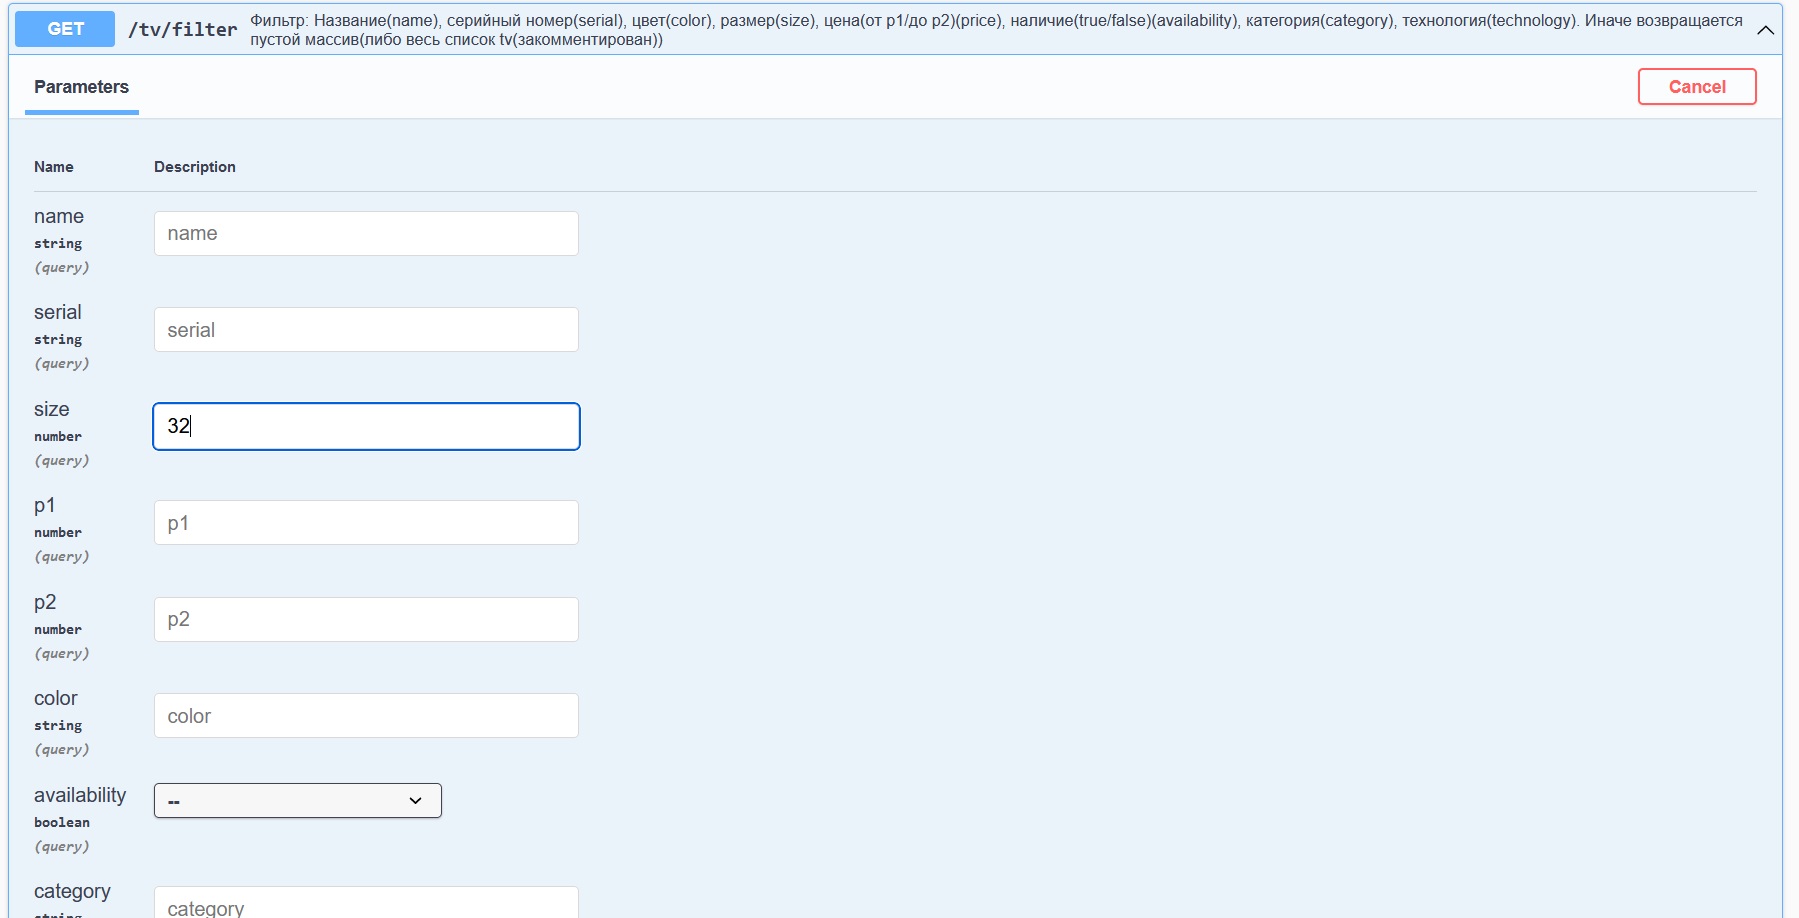 GET /tv/filter Фильтр: Название(name), серийный номер(serial), цвет(color), размер(size), цена(от p1/до p2)(price), наличие(true/false)(availability), категория(category), технология(technology). Иначе возвращается
пустой массив(либо весь список tv(закомментирован))
Parameters
Cancel
Name Description
name
string
(query)
name
serial
string
(query)
serial
size
number
(query)
32
p1
number
(query)
p1
p2
number
(query)
p2
color
string
(query)
color
availability
boolean
(query)
--
category
string
category